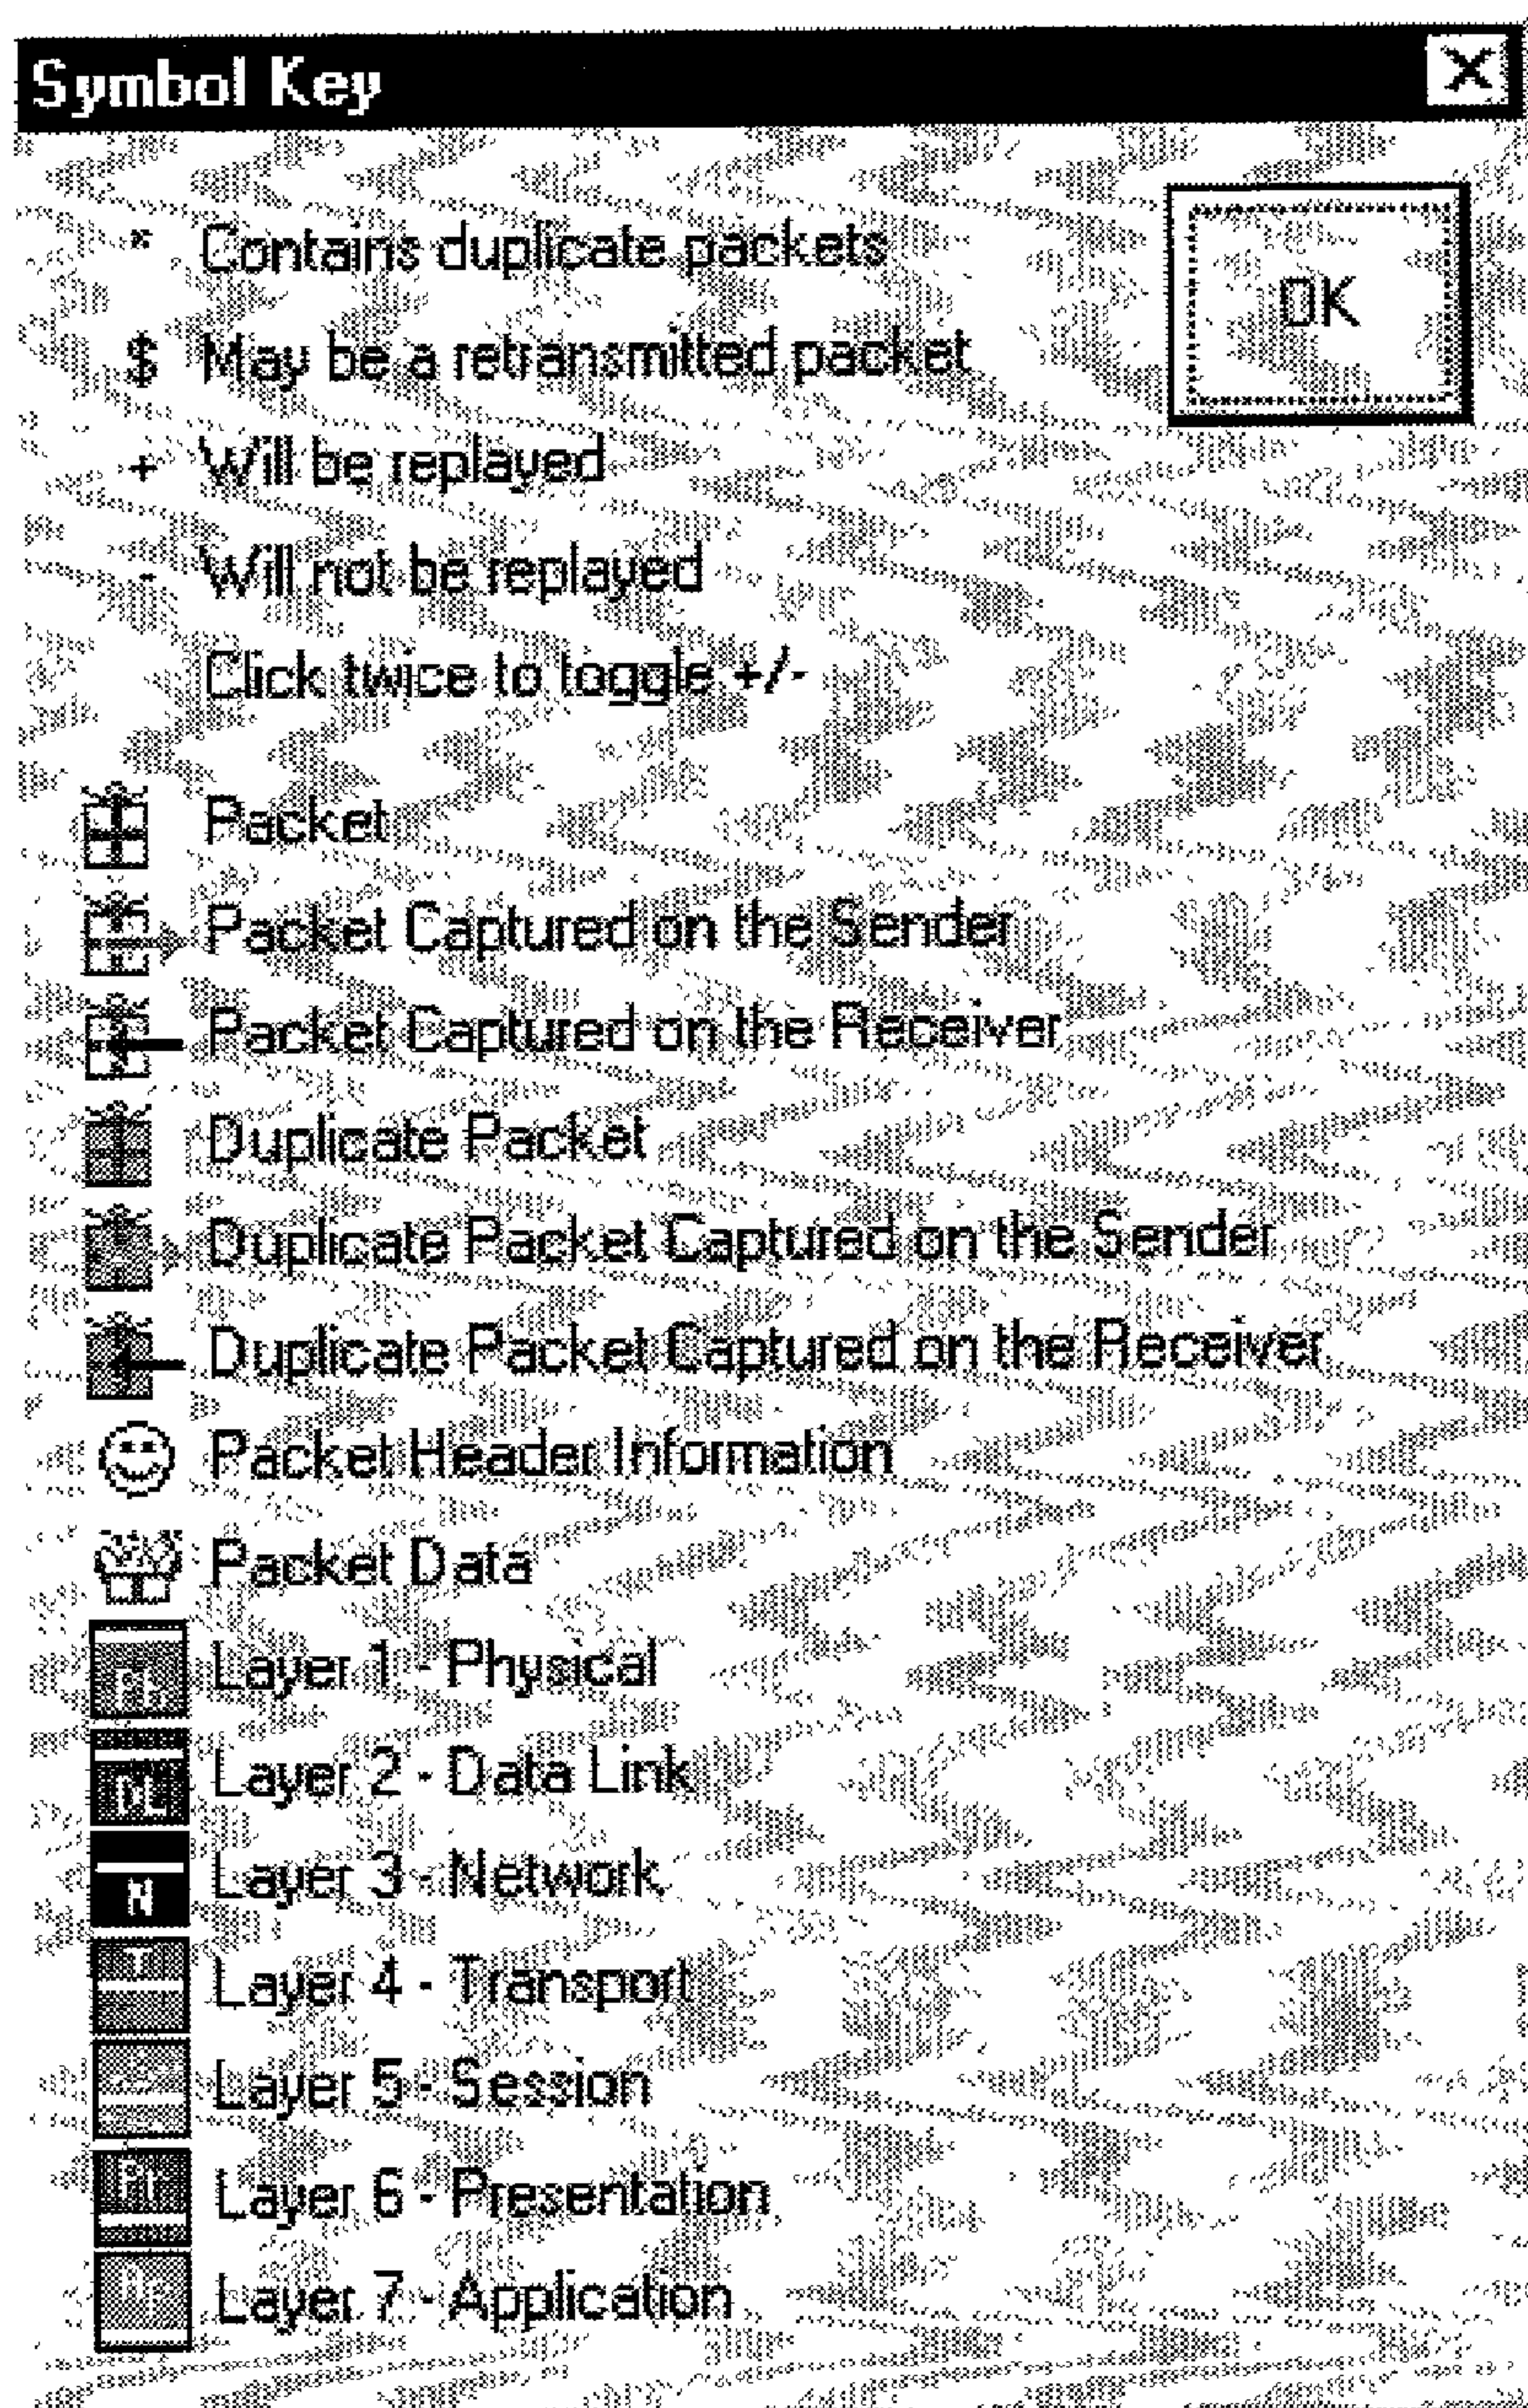 Symbol Key
* Contains duplicate packets
OK
$ May be a retransmitted packet
+ Will be replayed
- Will not be replayed
Click twice to toggle +/-
Packet
Packet Captured on the Sender
Packet Captured on the Receiver
Duplicate Packet
Duplicate Packet Captured on the Sender
Duplicate Packet Captured on the Receiver
Packet Header Information
Packet Data
Layer 1 - Physical
DL Layer 2 - Data Link
N Layer 3 - Network
T Layer 4 - Transport
Layer 5 - Session
Pr Layer 6 - Presentation
Layer 7 - Application